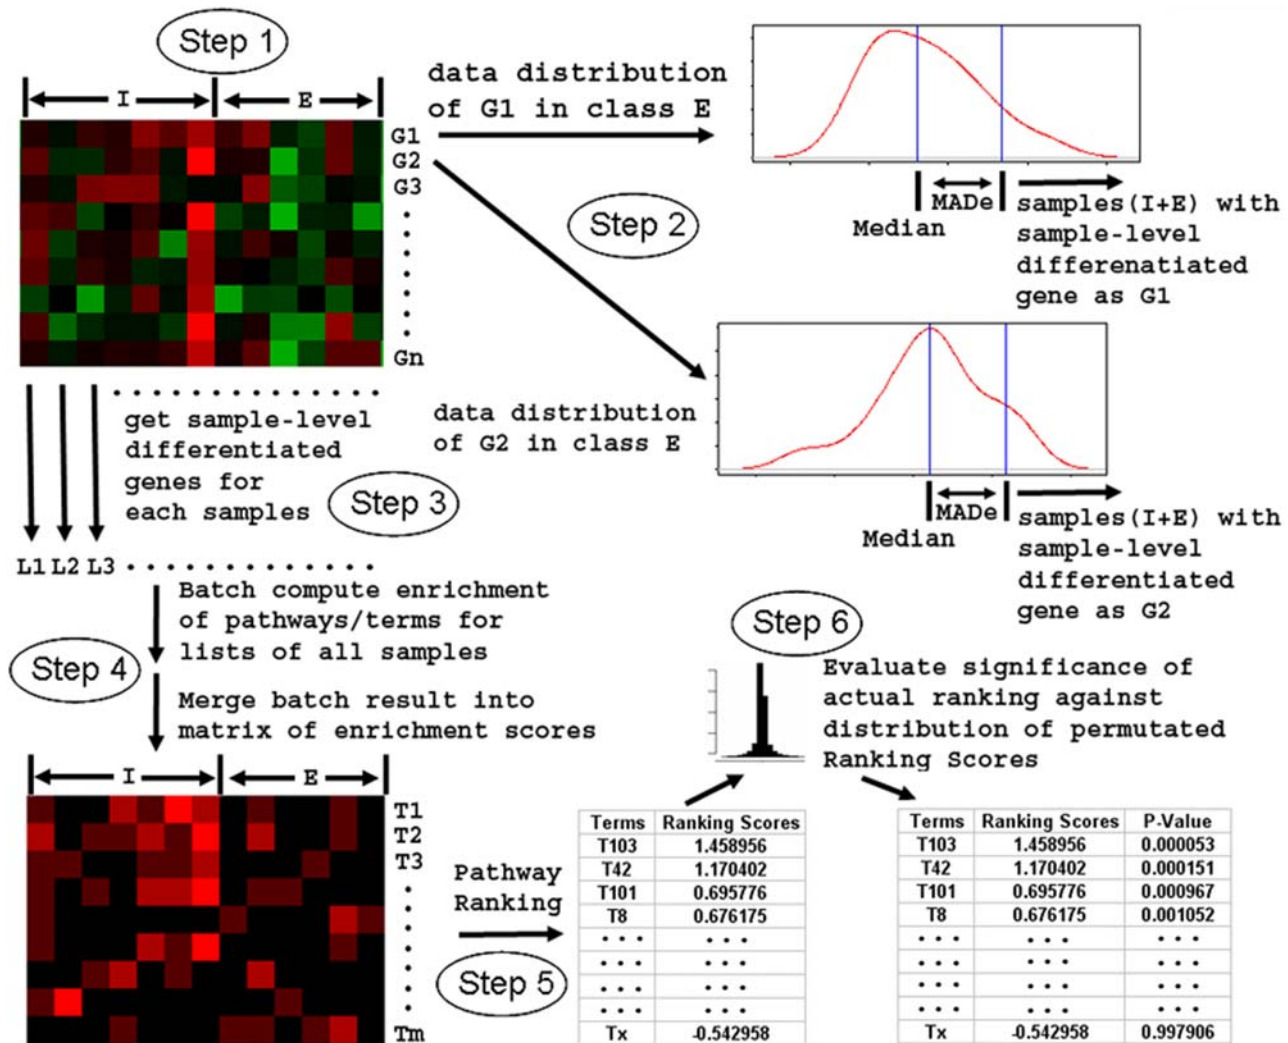 Step 1
I E
G1
G2
G3
Gn
data distribution
of G1 in class E
Step 2
Median
MADe
samples(I+E) with
sample-level
differenatiated
gene as G1
data distribution
of G2 in class E
Median
MADe
samples(I+E) with
sample-level
differentiated
gene as G2
get sample-level
differentiated
genes for
each samples
Step 3
L1 L2 L3
Batch compute enrichment
of pathways/terms for
lists of all samples
Step 4
Merge batch result into
matrix of enrichment scores
I E
T1
T2
T3
Tm
Pathway
Ranking
Step 5
Terms Ranking Scores
T103 1.458956
T42 1.170402
T101 0.695776
T8 0.676175
... ...
... ...
... ...
... ...
Tx -0.542958
Step 6
Evaluate significance of
actual ranking against
distribution of permutated
Ranking Scores
Terms Ranking Scores P-Value
T103 1.458956 0.000053
T42 1.170402 0.000151
T101 0.695776 0.000967
T8 0.676175 0.001052
... ... ...
... ... ...
... ... ...
... ... ...
Tx -0.542958 0.997906